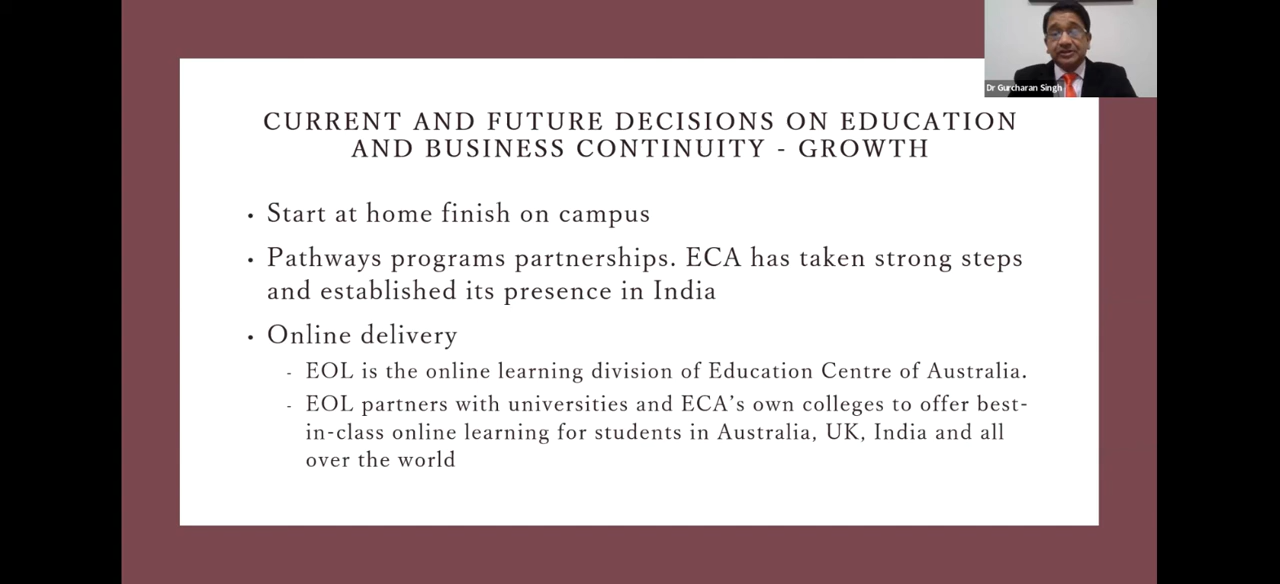 Dr Gurcharan Singh
CURRENT AND FUTURE DECISIONS ON EDUCATION
AND BUSINESS CONTINUITY - GROWTH
• Start at home finish on campus
• Pathways programs partnerships. ECA has taken strong steps
and established its presence in India
• Online delivery
- EOL is the online learning division of Education Centre of Australia.
- EOL partners with universities and ECA’s own colleges to offer best-
in-class online learning for students in Australia, UK, India and all
over the world